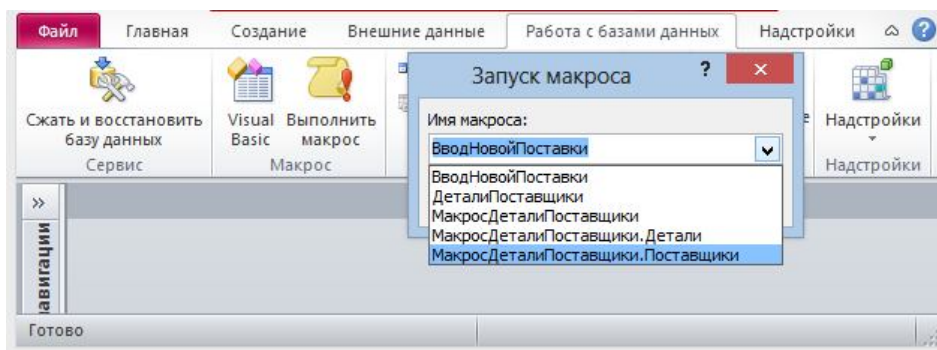 Файл Главная Создание Внешние данные Работа с базами данных Надстройки
Запуск макроса ? ×
Сжать и восстановить базу данных
Visual Basic
Выполнить макрос
Надстройки
Сервис Макрос Надстройки
Имя макроса:
ВводНовойПоставки
ВводНовойПоставки
ДеталиПоставщики
МакросДеталиПоставщики
МакросДеталиПоставщики.Детали
МакросДеталиПоставщики.Поставщики
»
Готово